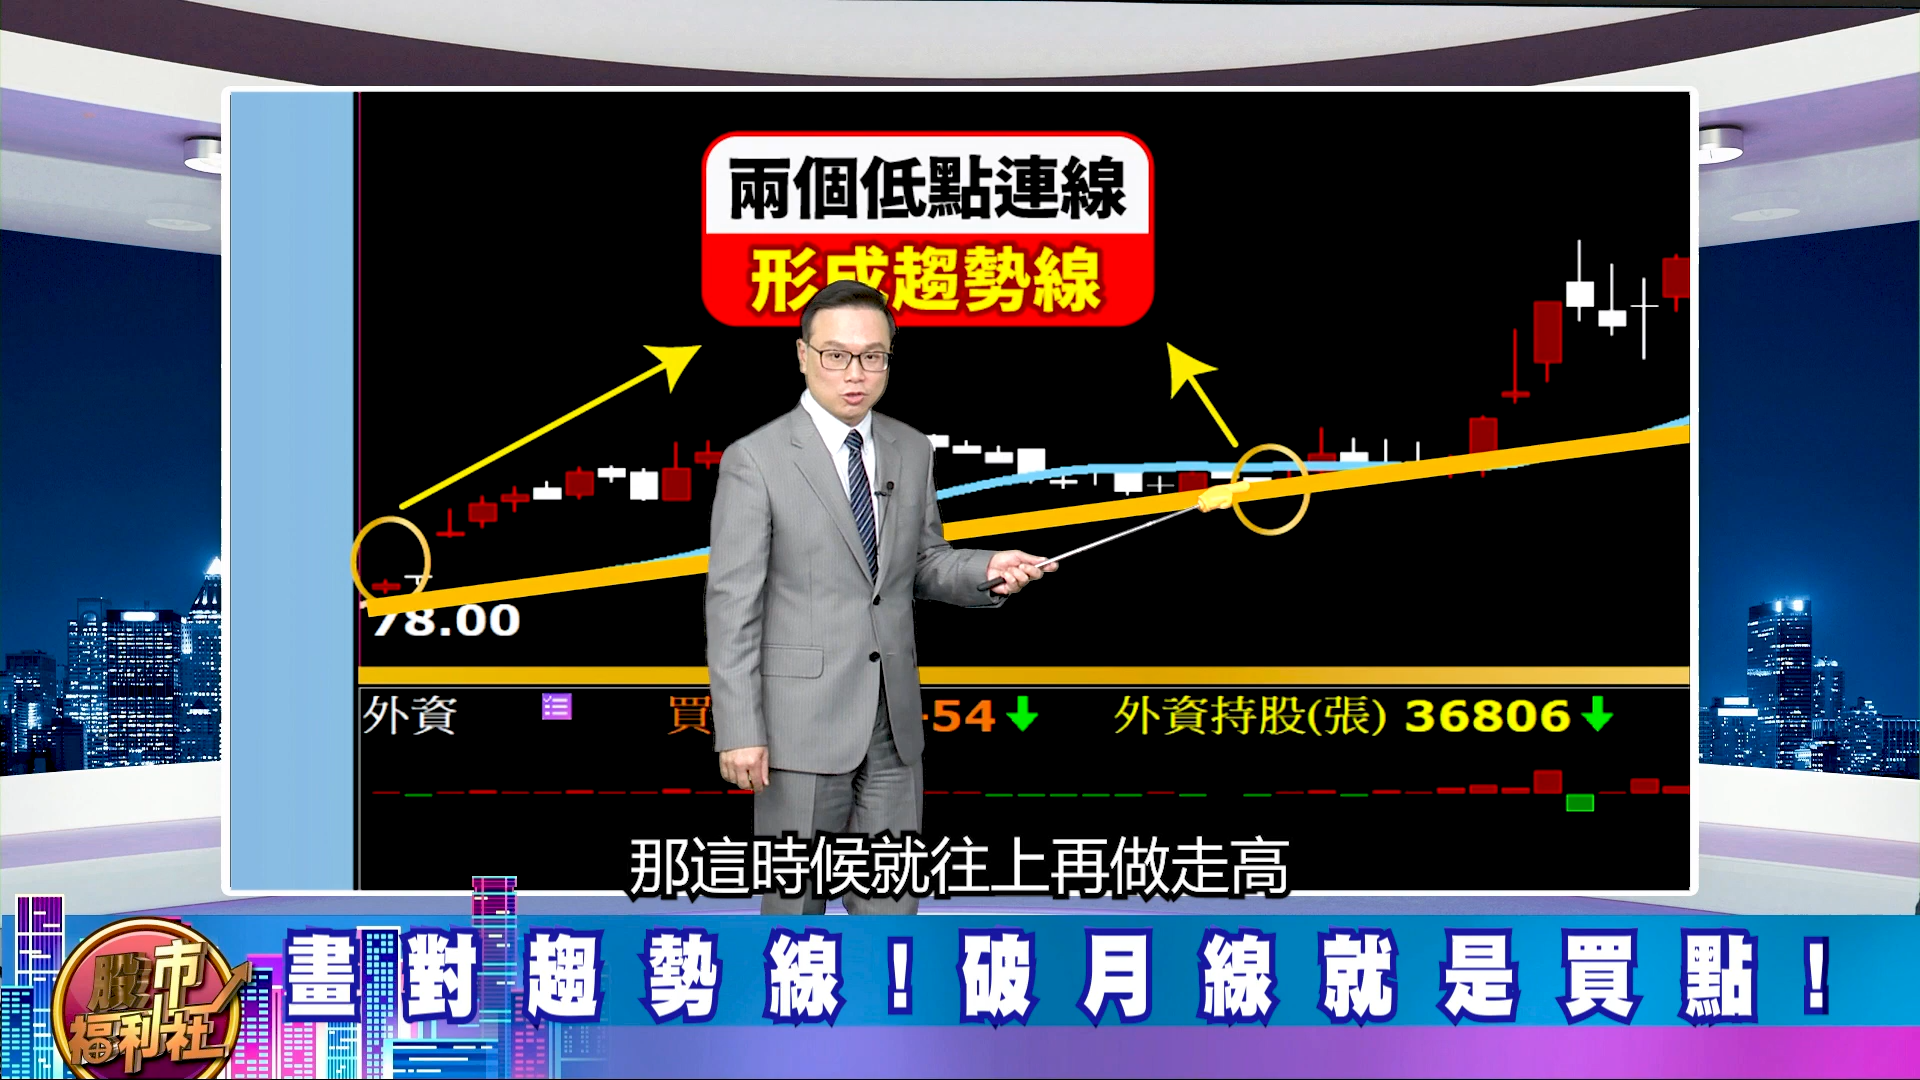 兩個低點連線
形成趨勢線
78.00
外資
買
-54
外資持股(張) 36806
那這時候就往上再做走高
畫對趨勢線!破月線就是買點!
股市
福利社